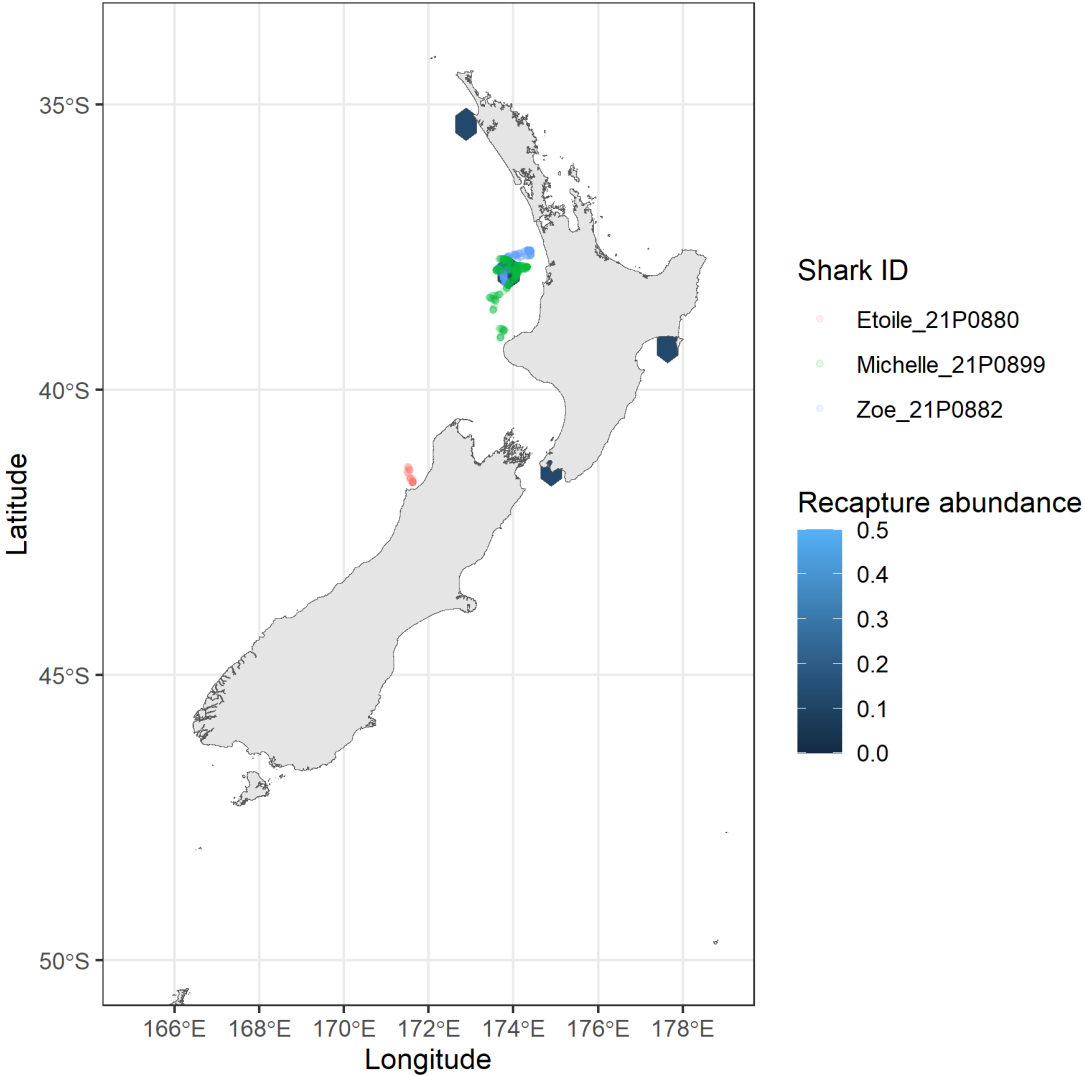 35°S
40°S
45°S
50°S
Latitude
166°E 168°E 170°E 172°E 174°E 176°E 178°E
Longitude
Shark ID
Etoile_21P0880
Michelle_21P0899
Zoe_21P0882
Recapture abundance
0.5
0.4
0.3
0.2
0.1
0.0